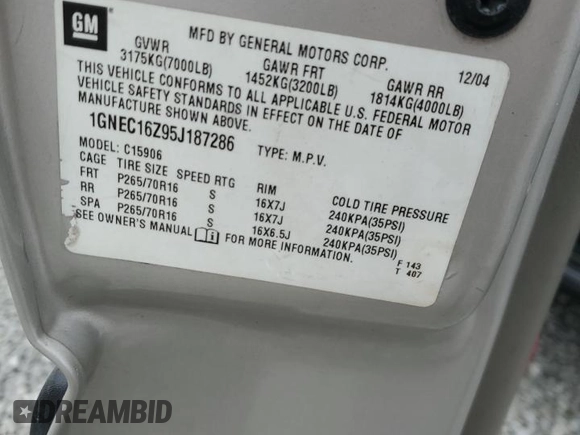 GM
MFD BY GENERAL MOTORS CORP. 12/04
GVWR GAWR FRT GAWR RR
3175KG(7000LB) 1452KG(3200LB) 1814KG(4000LB)
THIS VEHICLE CONFORMS TO ALL APPLICABLE U.S. FEDERAL MOTOR
VEHICLE SAFETY STANDARDS IN EFFECT ON THE DATE OF
MANUFACTURE SHOWN ABOVE.
1GNEC16Z95J187286 TYPE: M.P.V.
MODEL: C15906
CAGE TIRE SIZE SPEED RTG RIM COLD TIRE PRESSURE
FRT P265/70R16 S 16X7J 240KPA(35PSI)
RR P265/70R16 S 16X7J 240KPA(35PSI)
SPA P265/70R16 S 16X6.5J 240KPA(35PSI)
SEE OWNER'S MANUAL FOR MORE INFORMATION.
F 143
T 407
DREAMBID